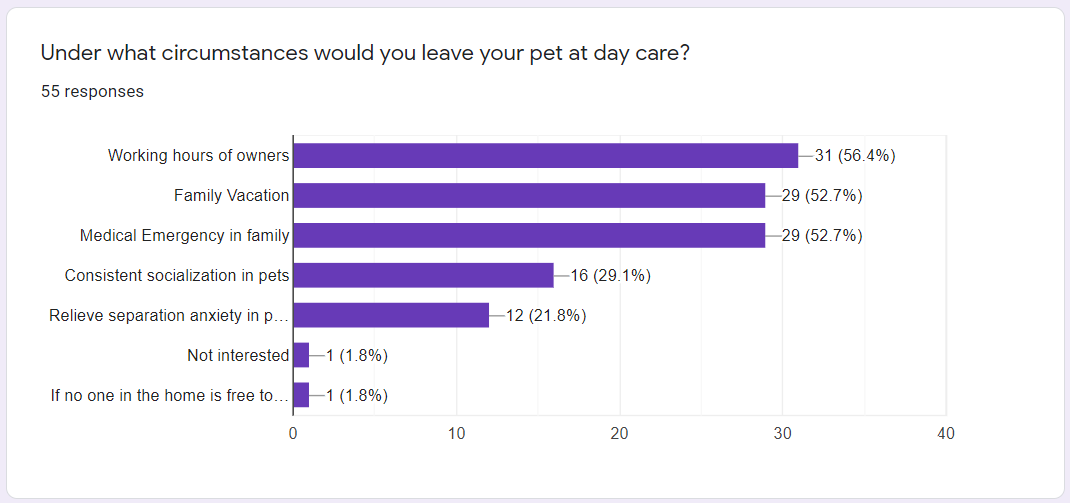 Under what circumstances would you leave your pet at day care?
55 responses
Working hours of owners 31 (56.4%)
Family Vacation 29 (52.7%)
Medical Emergency in family 29 (52.7%)
Consistent socialization in pets 16 (29.1%)
Relieve separation anxiety in p… 12 (21.8%)
Not interested 1 (1.8%)
If no one in the home is free to… 1 (1.8%)
0 10 20 30 40